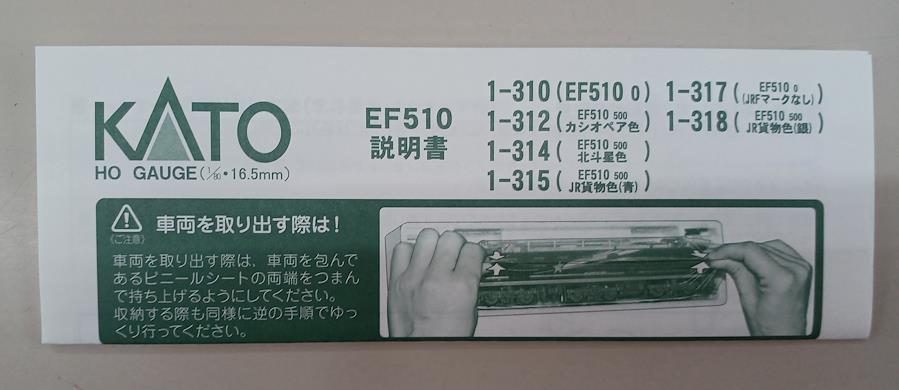 KATO
HO GAUGE(1/80・16.5mm)
EF510
説明書
1-310(EF510 0)
1-312(EF510 500 カシオペア色)
1-314(EF510 500 北斗星色)
1-315(EF510 500 JR貨物色(青))
1-317(EF510 0 (JRFマークなし))
1-318(EF510 500 JR貨物色(銀))
〈ご注意〉
車両を取り出す際は!
車両を取り出す際は、車両を包んで
あるビニールシートの両端をつまん
で持ち上げるようにしてください。
収納する際も同様に逆の手順でゆっ
くり行ってください。